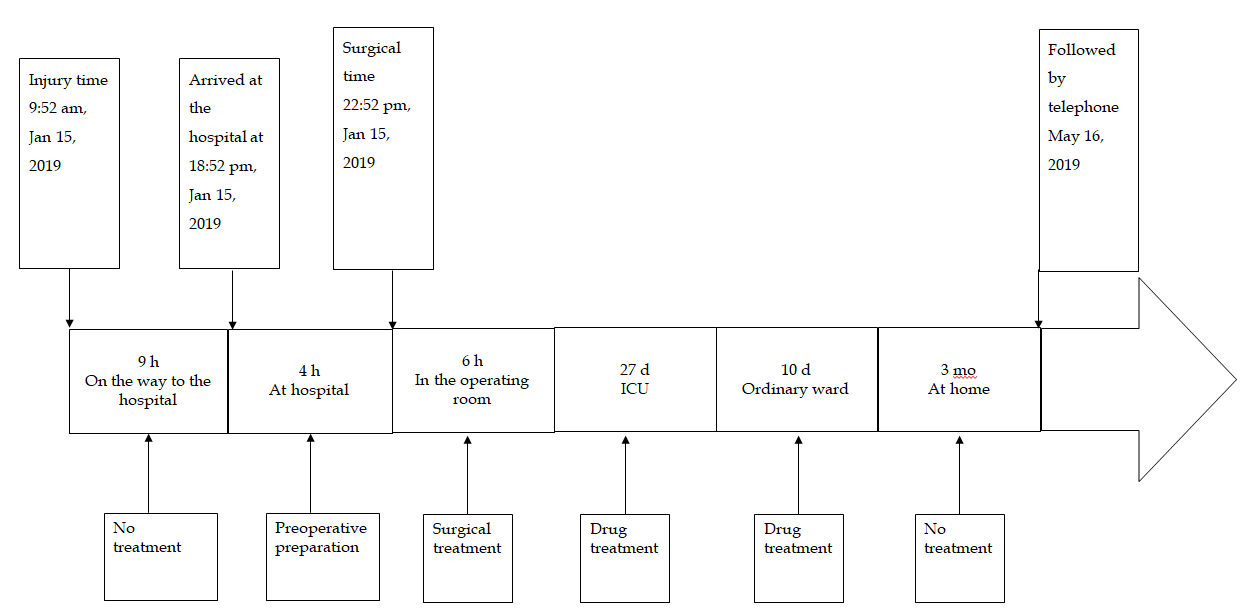 Injury time
9:52 am,
Jan 15,
2019
Arrived at
the
hospital at
18:52 pm,
Jan 15,
2019
Surgical
time
22:52 pm,
Jan 15,
2019
Followed
by
telephone
May 16,
2019
9 h
On the way to the
hospital
4 h
At hospital
6 h
In the operating
room
27 d
ICU
10 d
Ordinary ward
3 mo
At home
No
treatment
Preoperative
preparation
Surgical
treatment
Drug
treatment
Drug
treatment
No
treatment